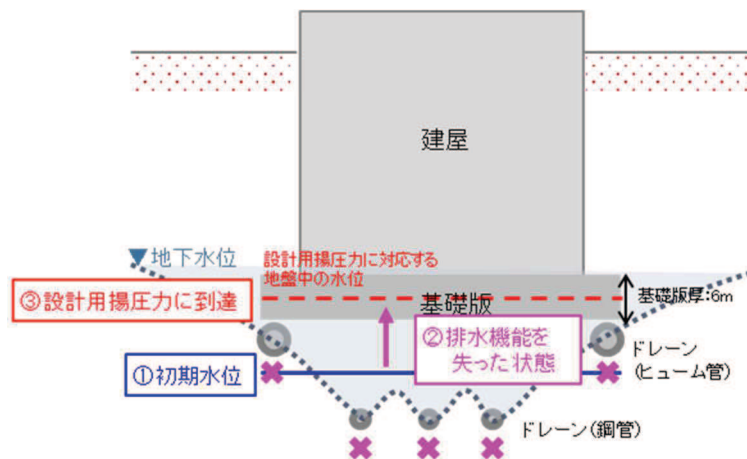 建屋
▼地下水位
設計用揚圧力に対応する
地盤中の水位
③設計用揚圧力に到達
基礎版
基礎版厚:6m
②排水機能を
失った状態
ドレーン
(ヒューム管)
①初期水位
ドレーン(鋼管)